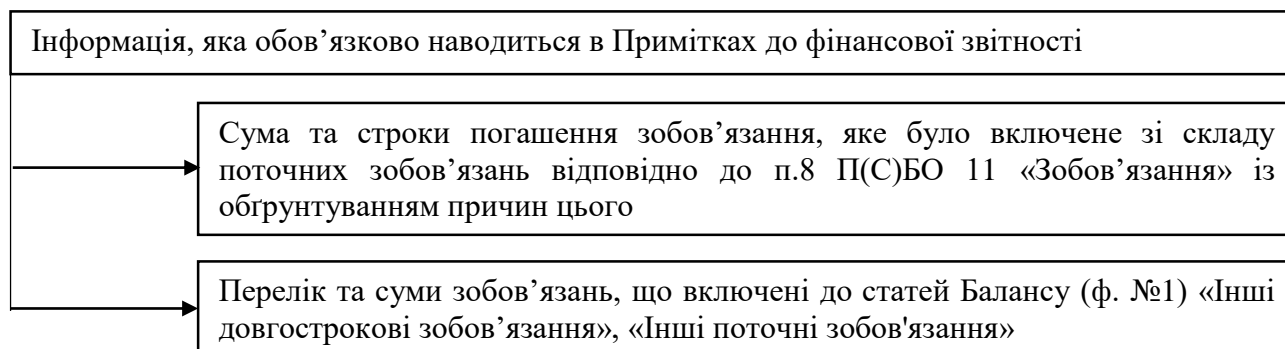 Інформація, яка обов’язково наводиться в Примітках до фінансової звітності
Сума та строки погашення зобов’язання, яке було включене зі складу
поточних зобов’язань відповідно до п.8 П(С)БО 11 «Зобов’язання» із
обґрунтуванням причин цього
Перелік та суми зобов’язань, що включені до статей Балансу (ф. №1) «Інші
довгострокові зобов’язання», «Інші поточні зобов'язання»